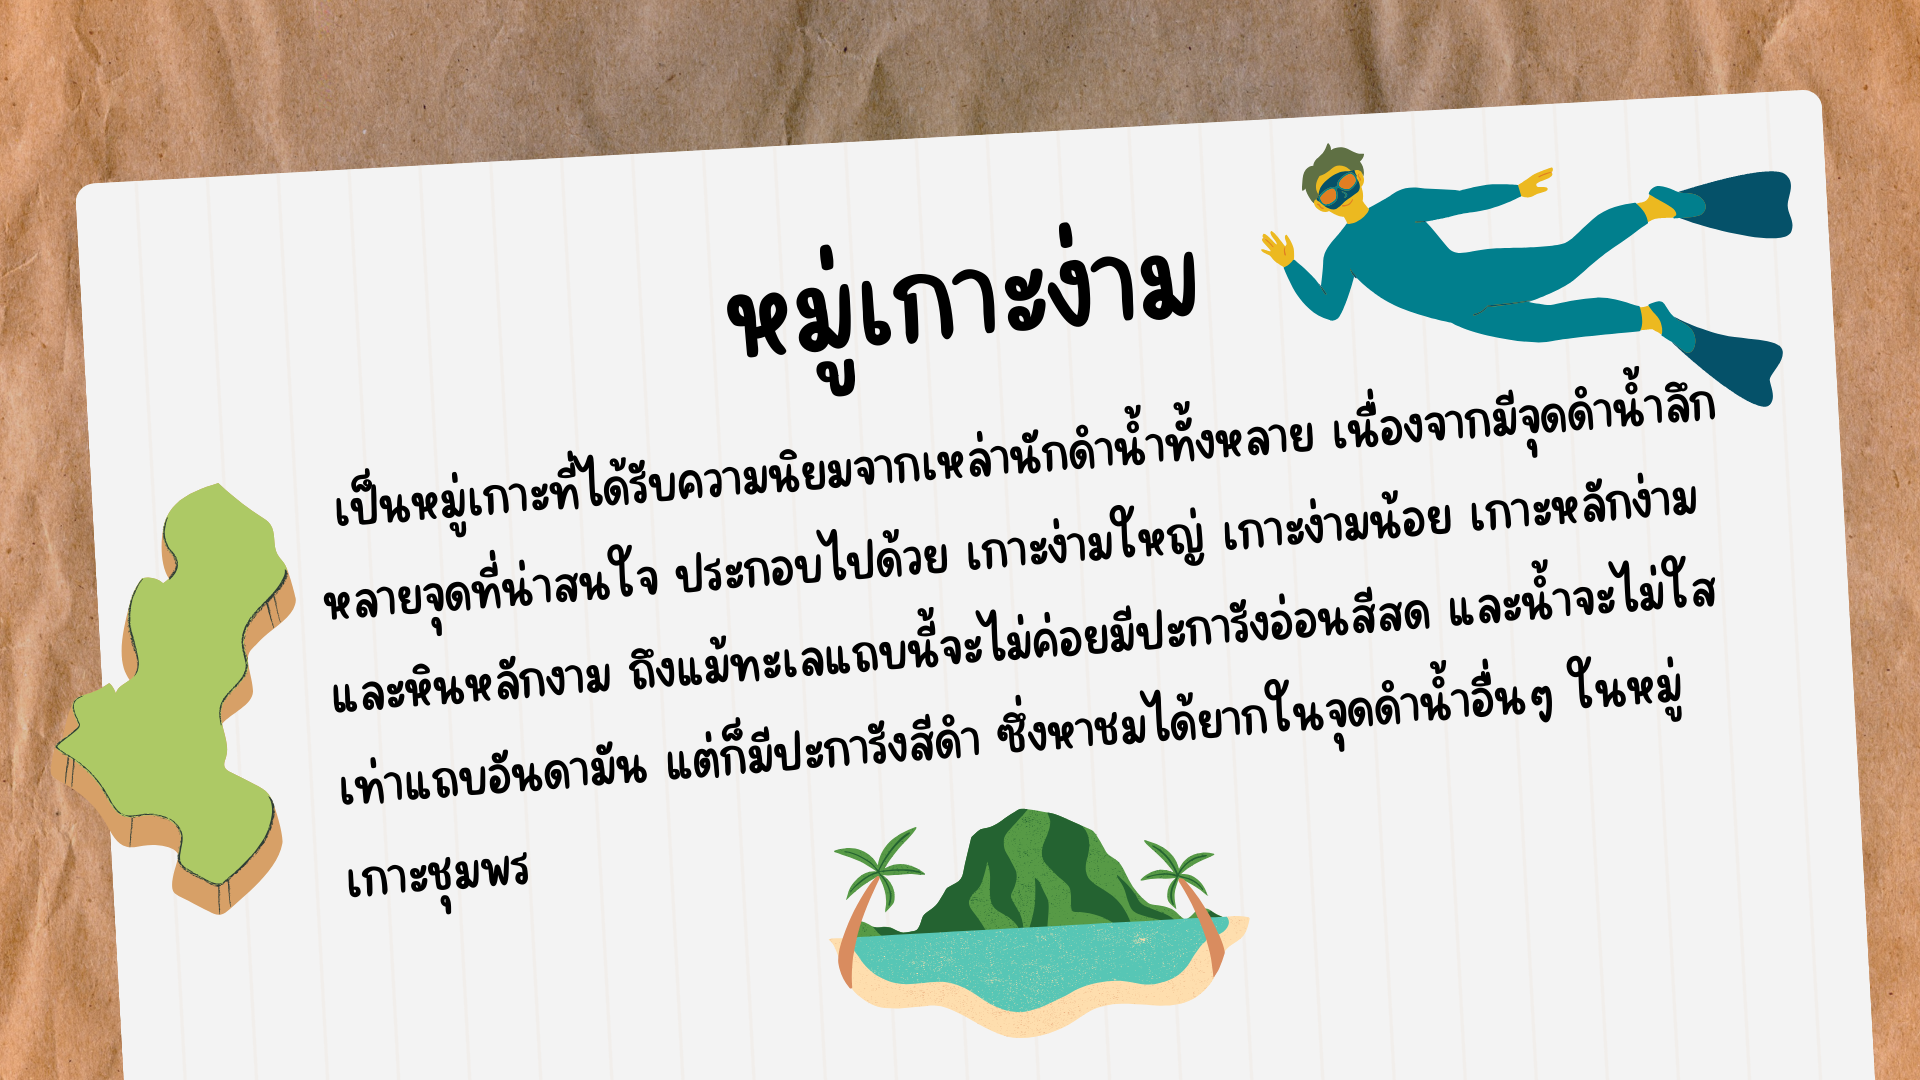 หมู่เกาะง่าม
เป็นหมู่เกาะที่ได้รับความนิยมจากเหล่านักดำน้ำทั้งหลาย เนื่องจากมีจุดดำน้ำลึก
หลายจุดที่น่าสนใจ ประกอบไปด้วย เกาะง่ามใหญ่ เกาะง่ามน้อย เกาะหลักง่าม
และหินหลักงาม ถึงแม้ทะเลแถบนี้จะไม่ค่อยมีปะการังอ่อนสีสด และน้ำจะไม่ใส
เท่าแถบอันดามัน แต่ก็มีปะการังสีดำ ซึ่งหาชมได้ยากในจุดดำน้ำอื่นๆ ในหมู่
เกาะชุมพร